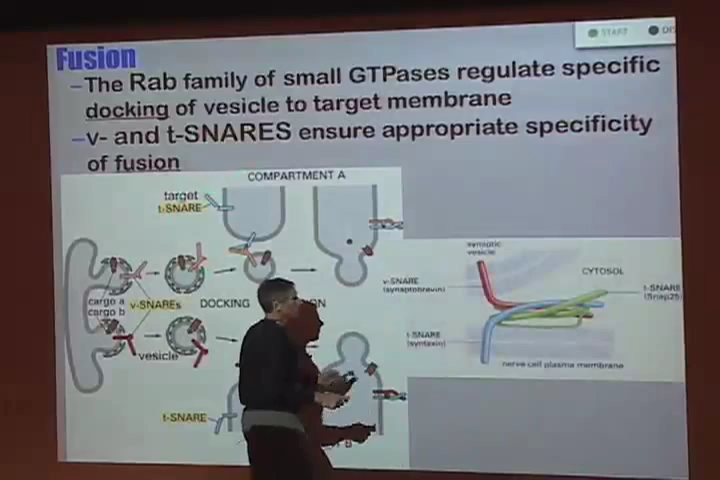 START
Fusion
–The Rab family of small GTPases regulate specific
docking of vesicle to target membrane
–v- and t-SNARES ensure appropriate specificity
of fusion
COMPARTMENT A
target
t-SNARE
cargo a
cargo b
v-SNAREs
DOCKING
vesicle
t-SNARE
synaptic
vesicle
CYTOSOL
v-SNARE
(synaptobrevin)
t-SNARE
(Snap25)
t-SNARE
(syntaxin)
nerve cell plasma membrane